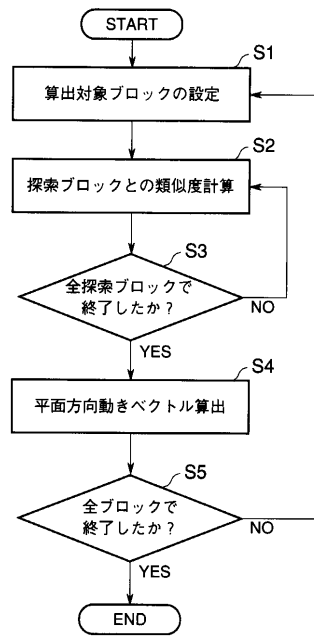 START
S1
算出対象ブロックの設定
S2
探索ブロックとの類似度計算
S3
全探索ブロックで
終了したか？
NO
YES
S4
平面方向動きベクトル算出
S5
全ブロックで
終了したか？
NO
YES
END